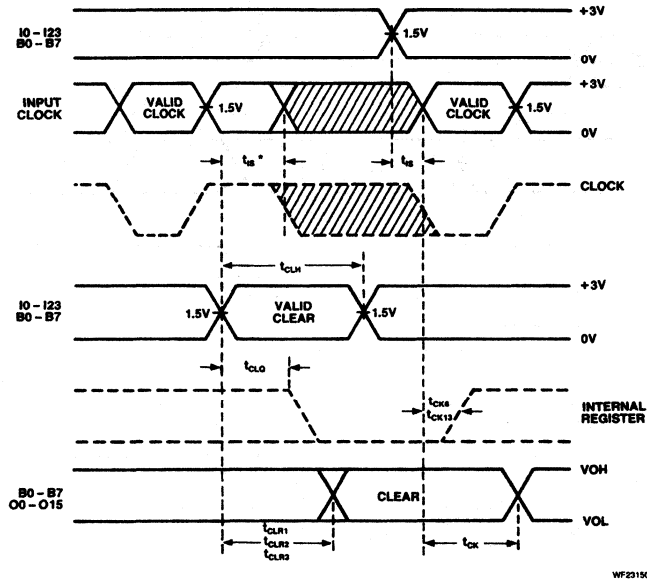 I0 – I23
B0 – B7
1.5V
+3V
0V
INPUT
CLOCK
VALID
CLOCK
1.5V
VALID
CLOCK
1.5V
+3V
0V
tIS *
tIS
CLOCK
tCLH
I0 – I23
B0 – B7
1.5V
VALID
CLEAR
1.5V
+3V
0V
tCLQ
tCK6
tCK13
INTERNAL
REGISTER
B0 – B7
O0 – O15
CLEAR
VOH
VOL
tCLR1
tCLR2
tCLR3
tCK
WF23150